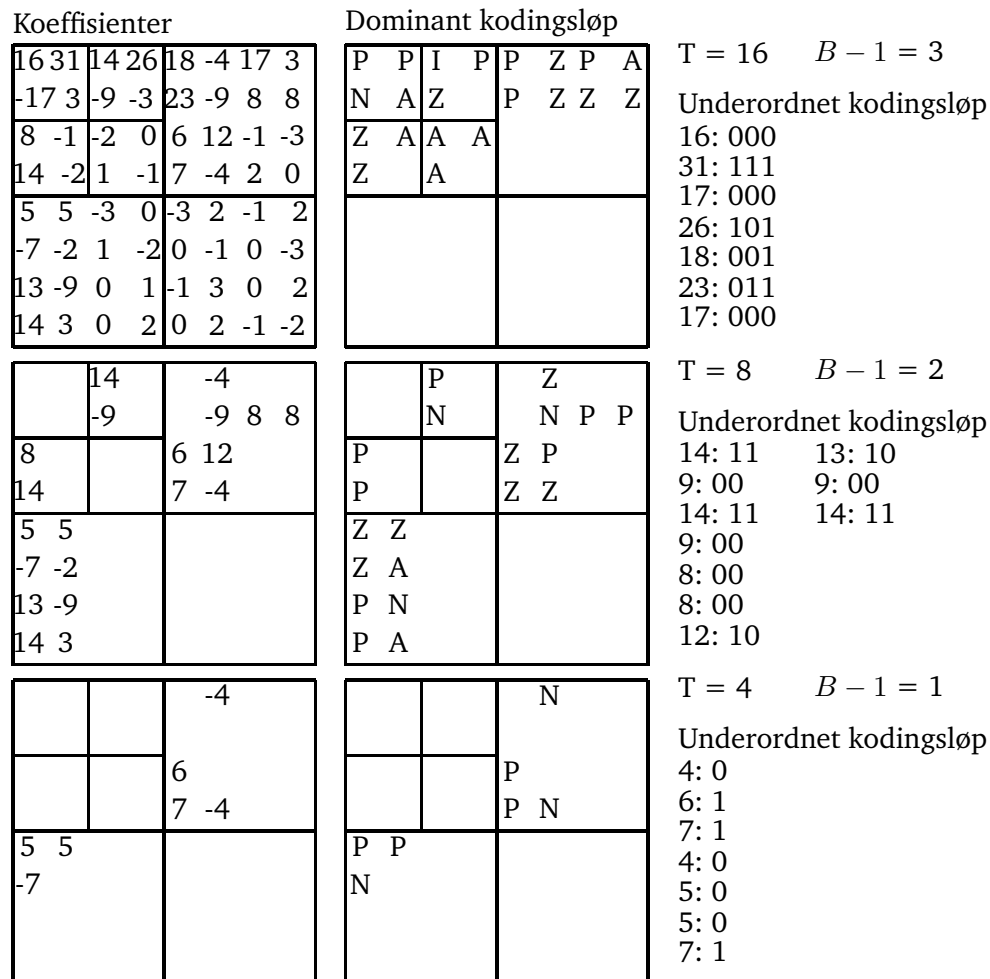 Koeffisienter
Dominant kodingsløp
16 31 14 26 18 -4 17 3
-17 3 -9 -3 23 -9 8 8
8 -1 -2 0 6 12 -1 -3
14 -2 1 -1 7 -4 2 0
5 5 -3 0 -3 2 -1 2
-7 -2 1 -2 0 -1 0 -3
13 -9 0 1 -1 3 0 2
14 3 0 2 0 2 -1 -2
P P I P P Z P A
N A Z P Z Z Z
Z A A A
Z A
T = 16 B − 1 = 3
Underordnet kodingsløp
16: 000
31: 111
17: 000
26: 101
18: 001
23: 011
17: 000
14 -4
-9 -9 8 8
8 6 12
14 7 -4
5 5
-7 -2
13 -9
14 3
P Z
N N P P
P Z P
P Z Z
Z Z
Z A
P N
P A
T = 8 B − 1 = 2
Underordnet kodingsløp
14: 11 13: 10
9: 00 9: 00
14: 11 14: 11
9: 00
8: 00
8: 00
12: 10
-4
6
7 -4
5 5
-7
N
P
P N
P P
N
T = 4 B − 1 = 1
Underordnet kodingsløp
4: 0
6: 1
7: 1
4: 0
5: 0
5: 0
7: 1